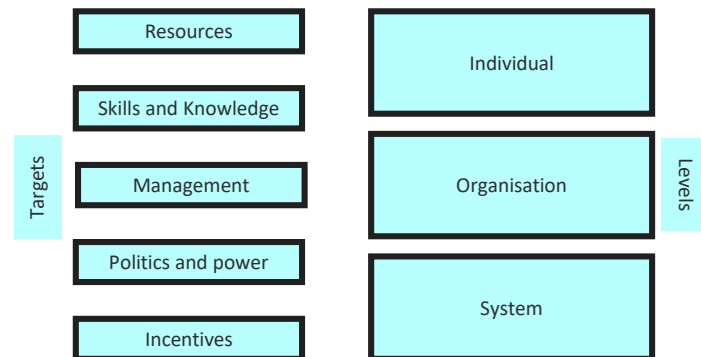 Targets
Resources
Skills and Knowledge
Management
Politics and power
Incentives
Individual
Organisation
System
Levels